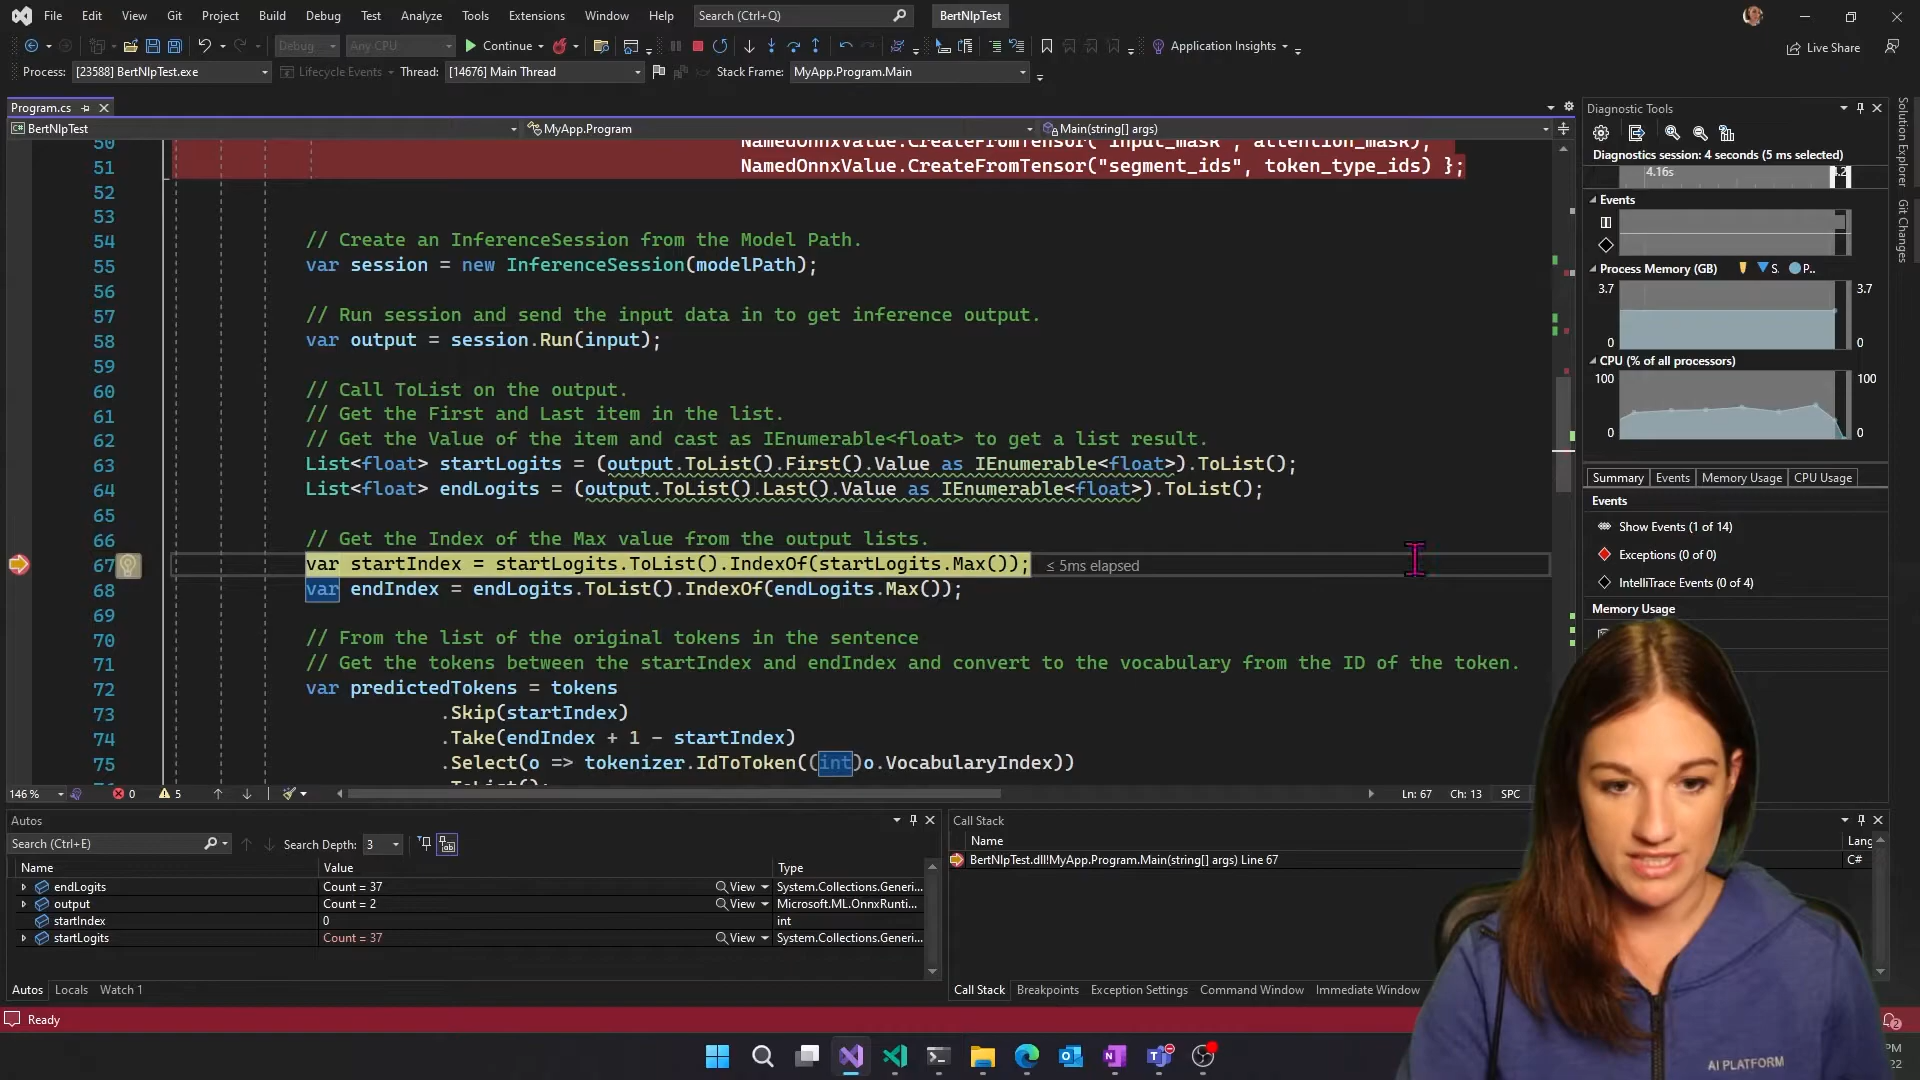 File Edit View Git Project Build Debug Test Analyze Tools Extensions Window Help Search (Ctrl+Q) BertNlpTest
Debug Any CPU Continue Application Insights Live Share
Process: [23588] BertNlpTest.exe Lifecycle Events Thread: [14676] Main Thread Stack Frame: MyApp.Program.Main
Program.cs
BertNlpTest MyApp.Program Main(string[] args)
50 NamedOnnxValue.CreateFromTensor("input_mask", attention_mask),
51 NamedOnnxValue.CreateFromTensor("segment_ids", token_type_ids) };
52
53
54 // Create an InferenceSession from the Model Path.
55 var session = new InferenceSession(modelPath);
56
57 // Run session and send the input data in to get inference output.
58 var output = session.Run(input);
59
60 // Call ToList on the output.
61 // Get the First and Last item in the list.
62 // Get the Value of the item and cast as IEnumerable<float> to get a list result.
63 List<float> startLogits = (output.ToList().First().Value as IEnumerable<float>).ToList();
64 List<float> endLogits = (output.ToList().Last().Value as IEnumerable<float>).ToList();
65
66 // Get the Index of the Max value from the output lists.
67 var startIndex = startLogits.ToList().IndexOf(startLogits.Max()); ≤ 5ms elapsed
68 var endIndex = endLogits.ToList().IndexOf(endLogits.Max());
69
70 // From the list of the original tokens in the sentence
71 // Get the tokens between the startIndex and endIndex and convert to the vocabulary from the ID of the token.
72 var predictedTokens = tokens
73 .Skip(startIndex)
74 .Take(endIndex + 1 - startIndex)
75 .Select(o => tokenizer.IdToToken((int)o.VocabularyIndex))
146 % 0 5 Ln: 67 Ch: 13 SPC
Diagnostic Tools
Diagnostics session: 4 seconds (5 ms selected)
4.16s 4.2
Events
Process Memory (GB) S. P..
3.7 3.7
0 0
CPU (% of all processors)
100 100
0 0
Summary Events Memory Usage CPU Usage
Events
Show Events (1 of 14)
Exceptions (0 of 0)
IntelliTrace Events (0 of 4)
Memory Usage
Solution Explorer
Git Changes
Autos
Search (Ctrl+E) Search Depth: 3
Name Value Type
endLogits Count = 37 View System.Collections.Generi...
output Count = 2 View Microsoft.ML.OnnxRunti...
startIndex 0 int
startLogits Count = 37 View System.Collections.Generi...
Autos Locals Watch 1
Call Stack
Name Lang
BertNlpTest.dll!MyApp.Program.Main(string[] args) Line 67 C#
Call Stack Breakpoints Exception Settings Command Window Immediate Window
Ready 2
AI PLATFORM
PM
22